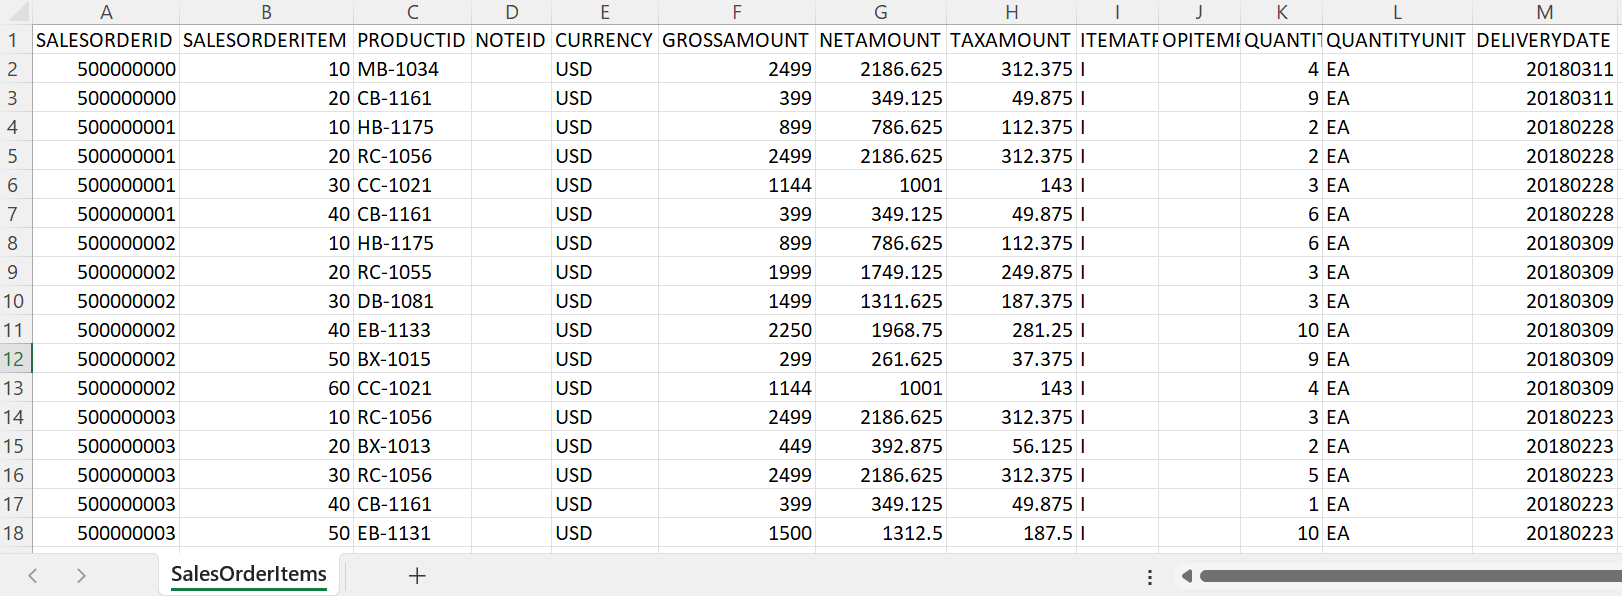 A B C D E F G H I J K L M
1 SALESORDERID SALESORDERITEM PRODUCTID NOTEID CURRENCY GROSSAMOUNT NETAMOUNT TAXAMOUNT ITEMATP OPITEMP QUANTIT QUANTITYUNIT DELIVERYDATE
2 500000000 10 MB-1034 USD 2499 2186.625 312.375 I 4 EA 20180311
3 500000000 20 CB-1161 USD 399 349.125 49.875 I 9 EA 20180311
4 500000001 10 HB-1175 USD 899 786.625 112.375 I 2 EA 20180228
5 500000001 20 RC-1056 USD 2499 2186.625 312.375 I 2 EA 20180228
6 500000001 30 CC-1021 USD 1144 1001 143 I 3 EA 20180228
7 500000001 40 CB-1161 USD 399 349.125 49.875 I 6 EA 20180228
8 500000002 10 HB-1175 USD 899 786.625 112.375 I 6 EA 20180309
9 500000002 20 RC-1055 USD 1999 1749.125 249.875 I 3 EA 20180309
10 500000002 30 DB-1081 USD 1499 1311.625 187.375 I 3 EA 20180309
11 500000002 40 EB-1133 USD 2250 1968.75 281.25 I 10 EA 20180309
12 500000002 50 BX-1015 USD 299 261.625 37.375 I 9 EA 20180309
13 500000002 60 CC-1021 USD 1144 1001 143 I 4 EA 20180309
14 500000003 10 RC-1056 USD 2499 2186.625 312.375 I 3 EA 20180223
15 500000003 20 BX-1013 USD 449 392.875 56.125 I 2 EA 20180223
16 500000003 30 RC-1056 USD 2499 2186.625 312.375 I 5 EA 20180223
17 500000003 40 CB-1161 USD 399 349.125 49.875 I 1 EA 20180223
18 500000003 50 EB-1131 USD 1500 1312.5 187.5 I 10 EA 20180223
SalesOrderItems